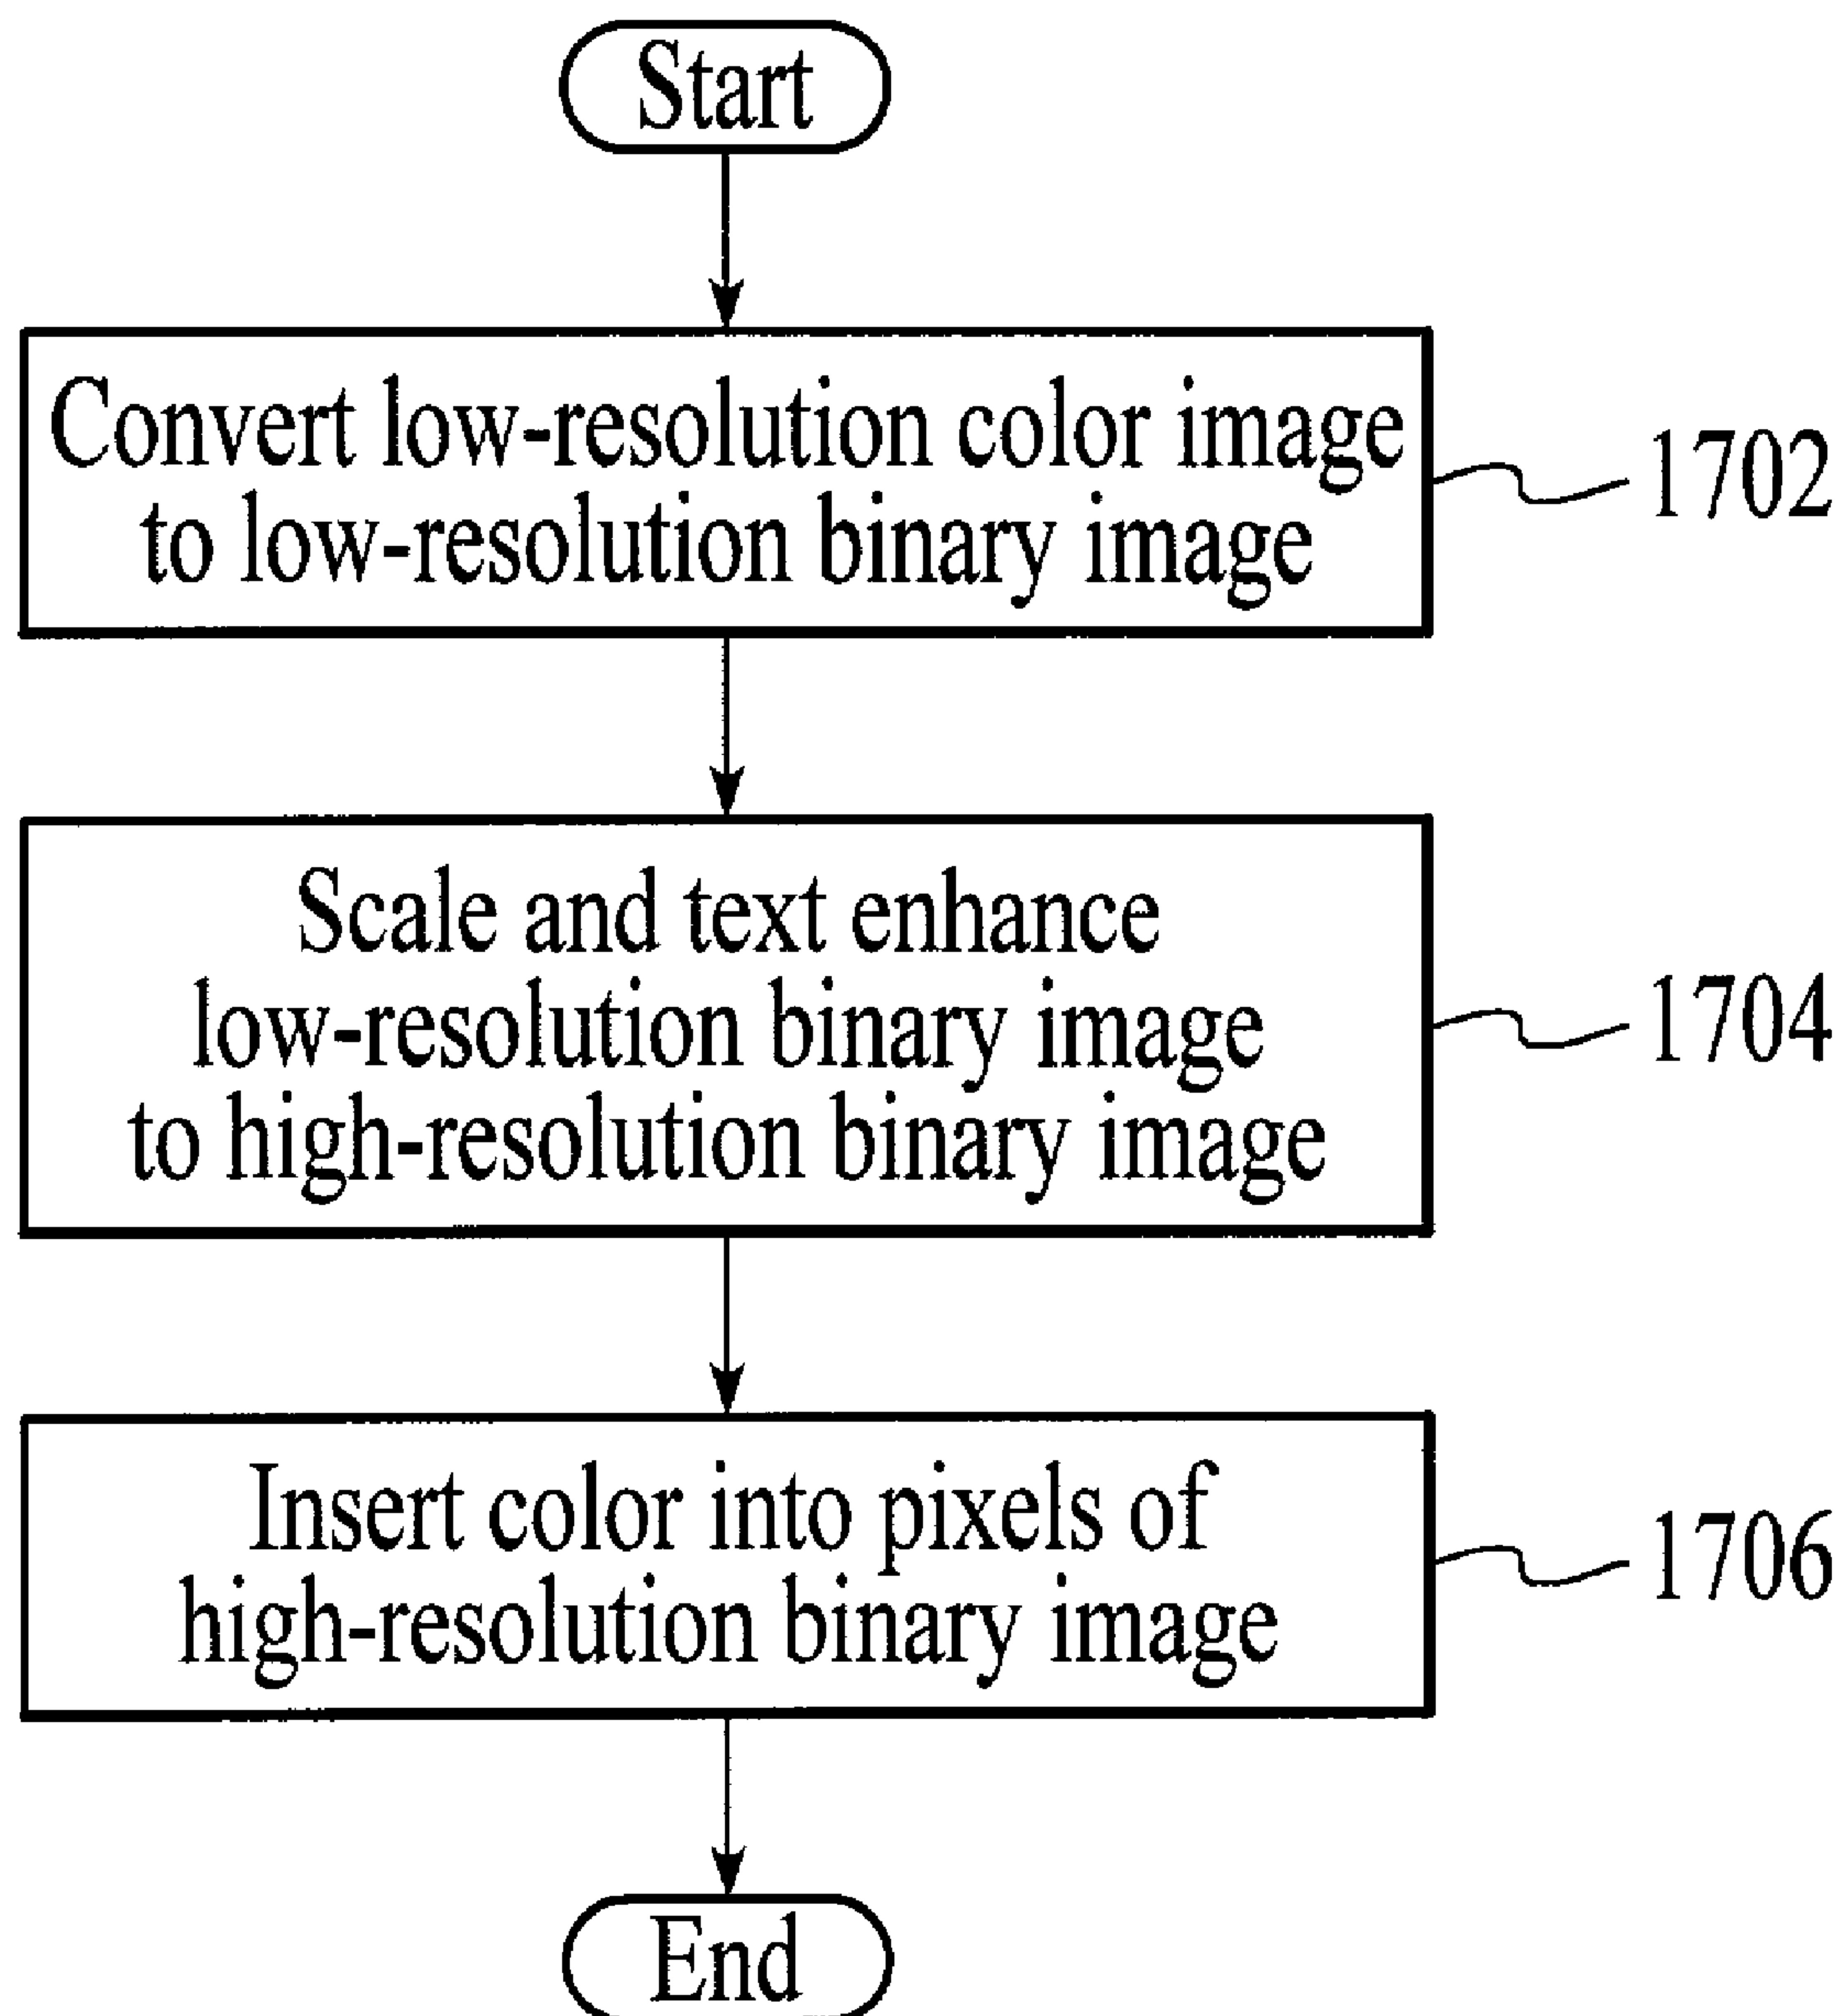 Start
Convert low-resolution color image
to low-resolution binary image
1702
Scale and text enhance
low-resolution binary image
to high-resolution binary image
1704
Insert color into pixels of
high-resolution binary image
1706
End